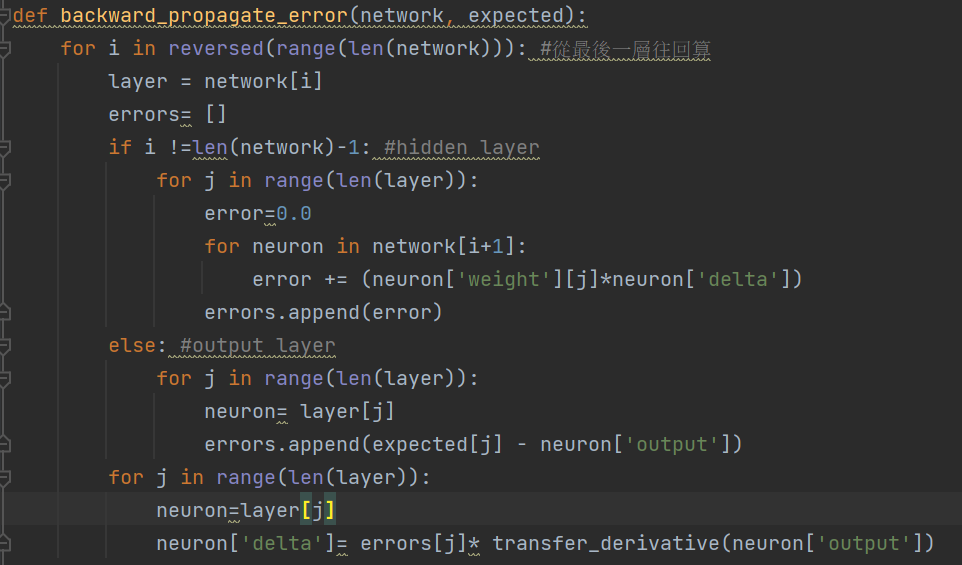 def backward_propagate_error(network, expected):
    for i in reversed(range(len(network))): #從最後一層往回算
        layer = network[i]
        errors= []
        if i !=len(network)-1: #hidden layer
            for j in range(len(layer)):
                error=0.0
                for neuron in network[i+1]:
                    error += (neuron['weight'][j]*neuron['delta'])
                errors.append(error)
        else: #output layer
            for j in range(len(layer)):
                neuron= layer[j]
                errors.append(expected[j] - neuron['output'])
        for j in range(len(layer)):
            neuron=layer[j]
            neuron['delta']= errors[j]* transfer_derivative(neuron['output'])